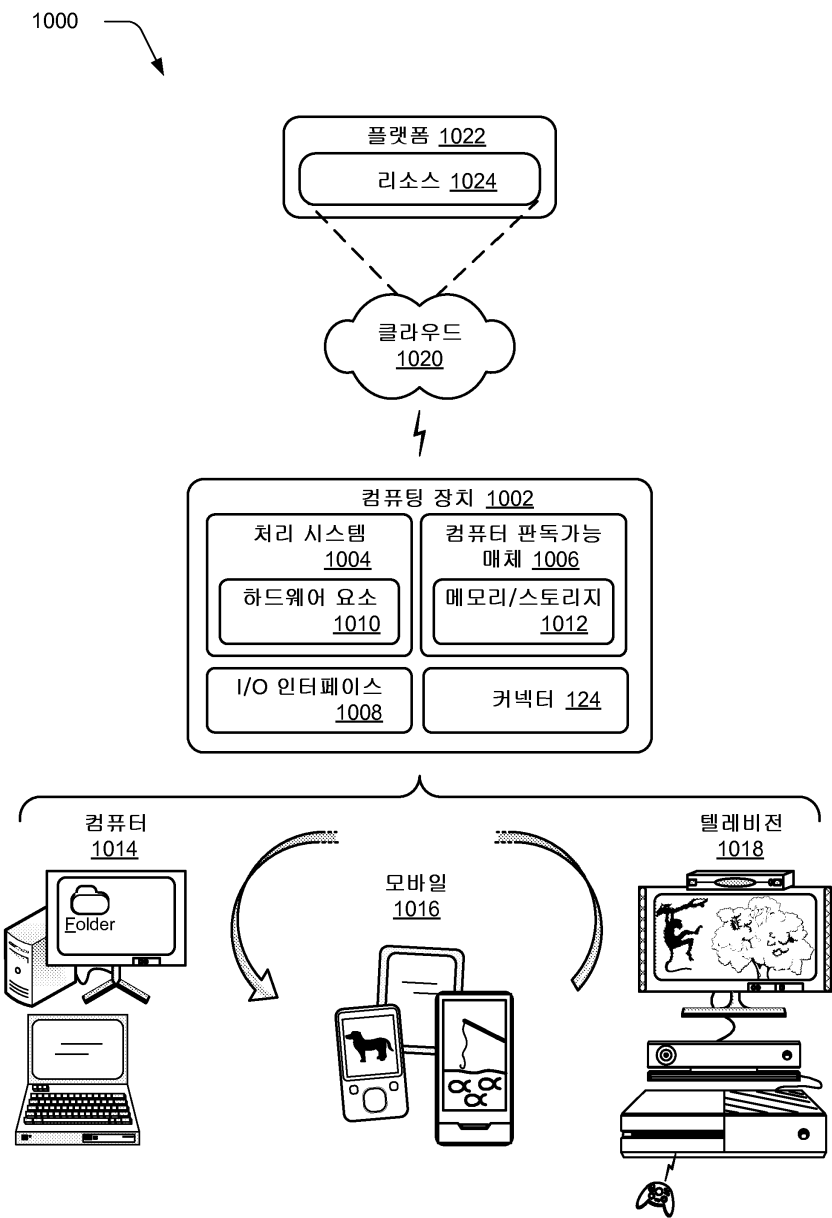 1000
플랫폼 1022
리소스 1024
클라우드
1020
컴퓨팅 장치 1002
처리 시스템
1004
하드웨어 요소
1010
컴퓨터 판독가능
매체 1006
메모리/스토리지
1012
I/O 인터페이스
1008
커넥터 124
컴퓨터
1014
Folder
모바일
1016
텔레비전
1018